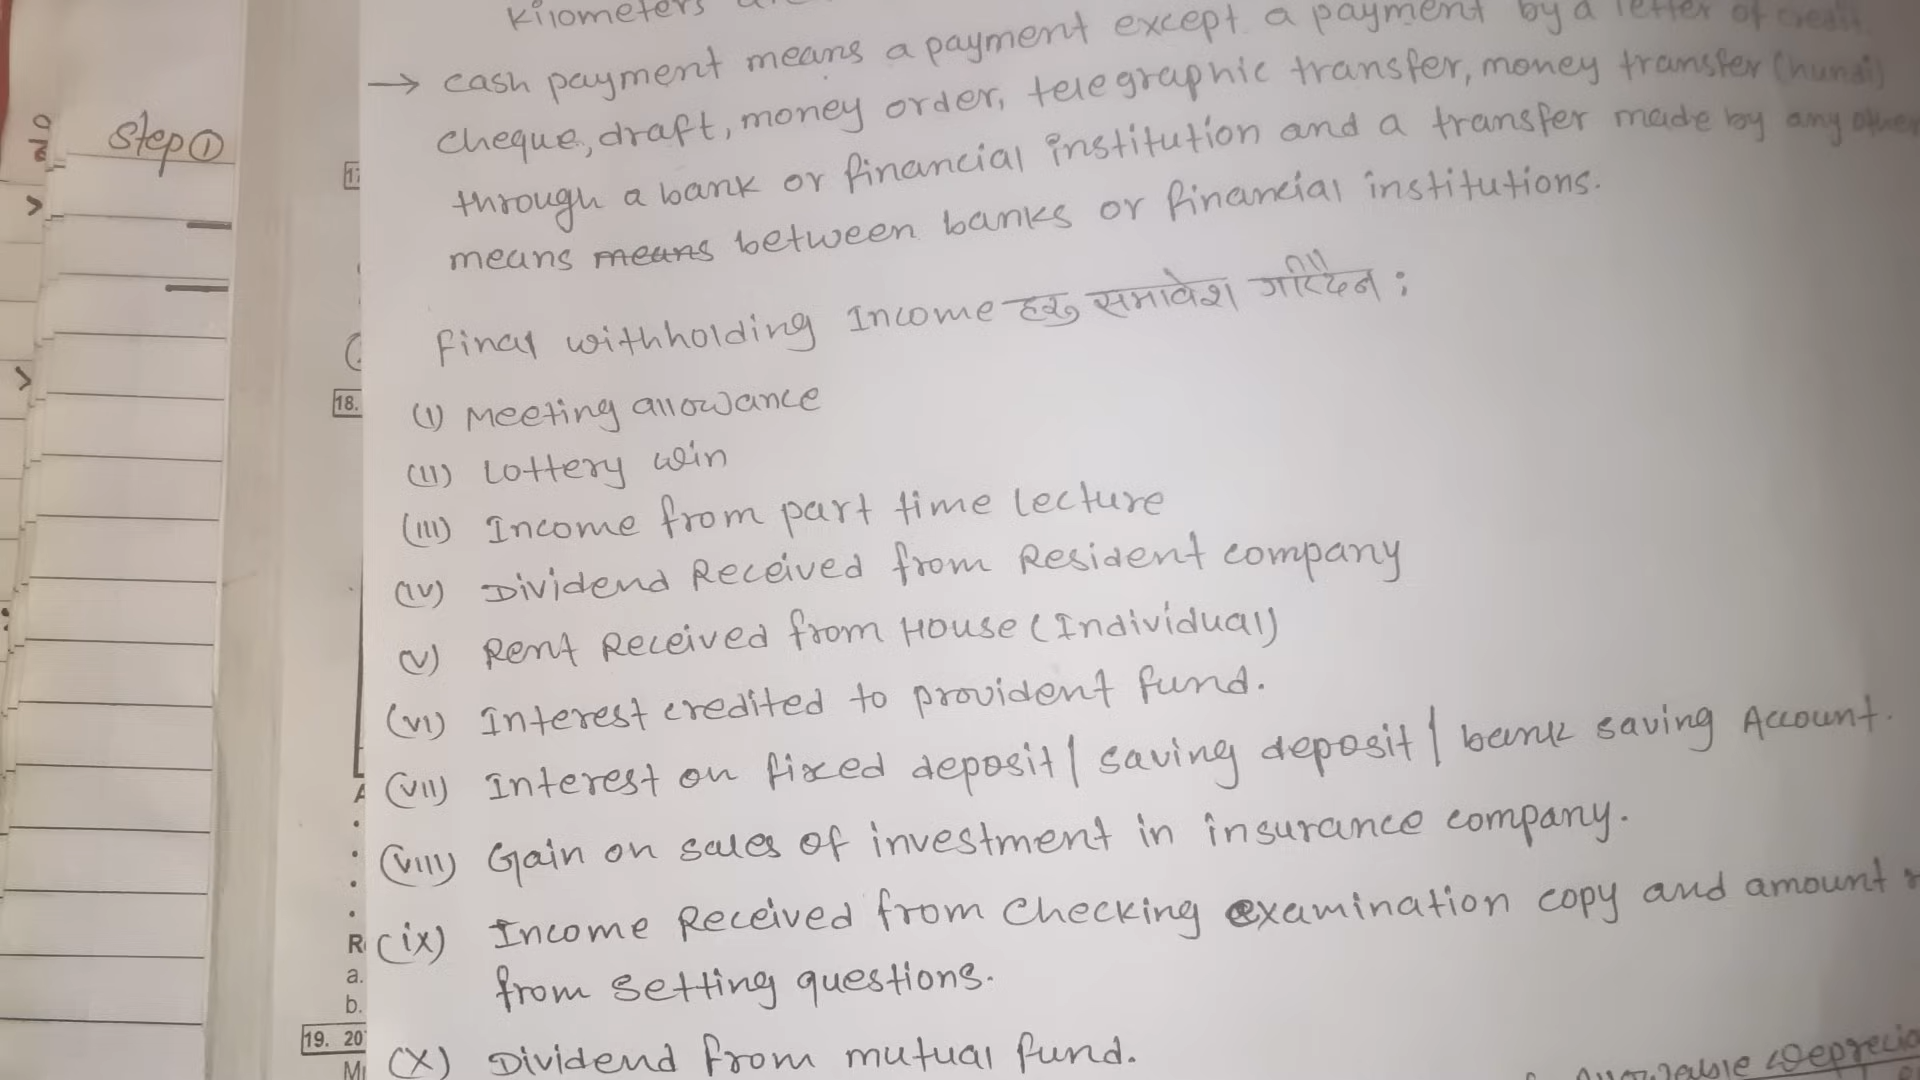 kilometers
→ cash payment means a payment except a payment by a letter of credit
cheque, draft, money order, telegraphic transfer, money transfer (hundi)
through a bank or financial institution and a transfer made by any other
means means between banks or financial institutions.
Final withholding Income हरु समावेश गरिदैन :
(I) Meeting allowance
(II) Lottery win
(III) Income from part time lecture
(IV) Dividend Received from Resident company
(V) Rent Received from House (Individual)
(VI) Interest credited to provident fund.
(VII) Interest on fixed deposit | saving deposit | bank saving Account.
(VIII) Gain on sales of investment in insurance company.
(ix) Income Received from checking examination copy and amount
from setting questions.
(X) Dividend from mutual fund.
Step ①
18.
R
a.
b.
19. 20